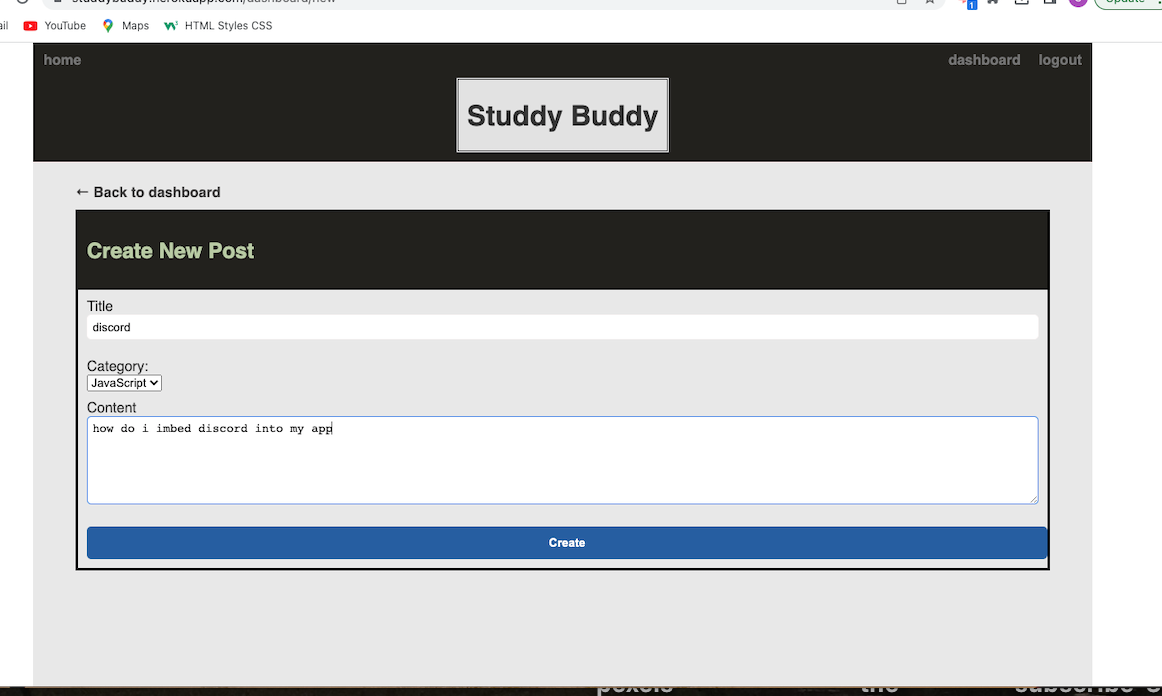 studdybuddy.herokuapp.com/dashboard/new
1
Update
ail YouTube Maps HTML Styles CSS
home dashboard logout
Studdy Buddy
← Back to dashboard
Create New Post
Title
discord
Category:
JavaScript
Content
how do i imbed discord into my app
Create
pexels the subscribe